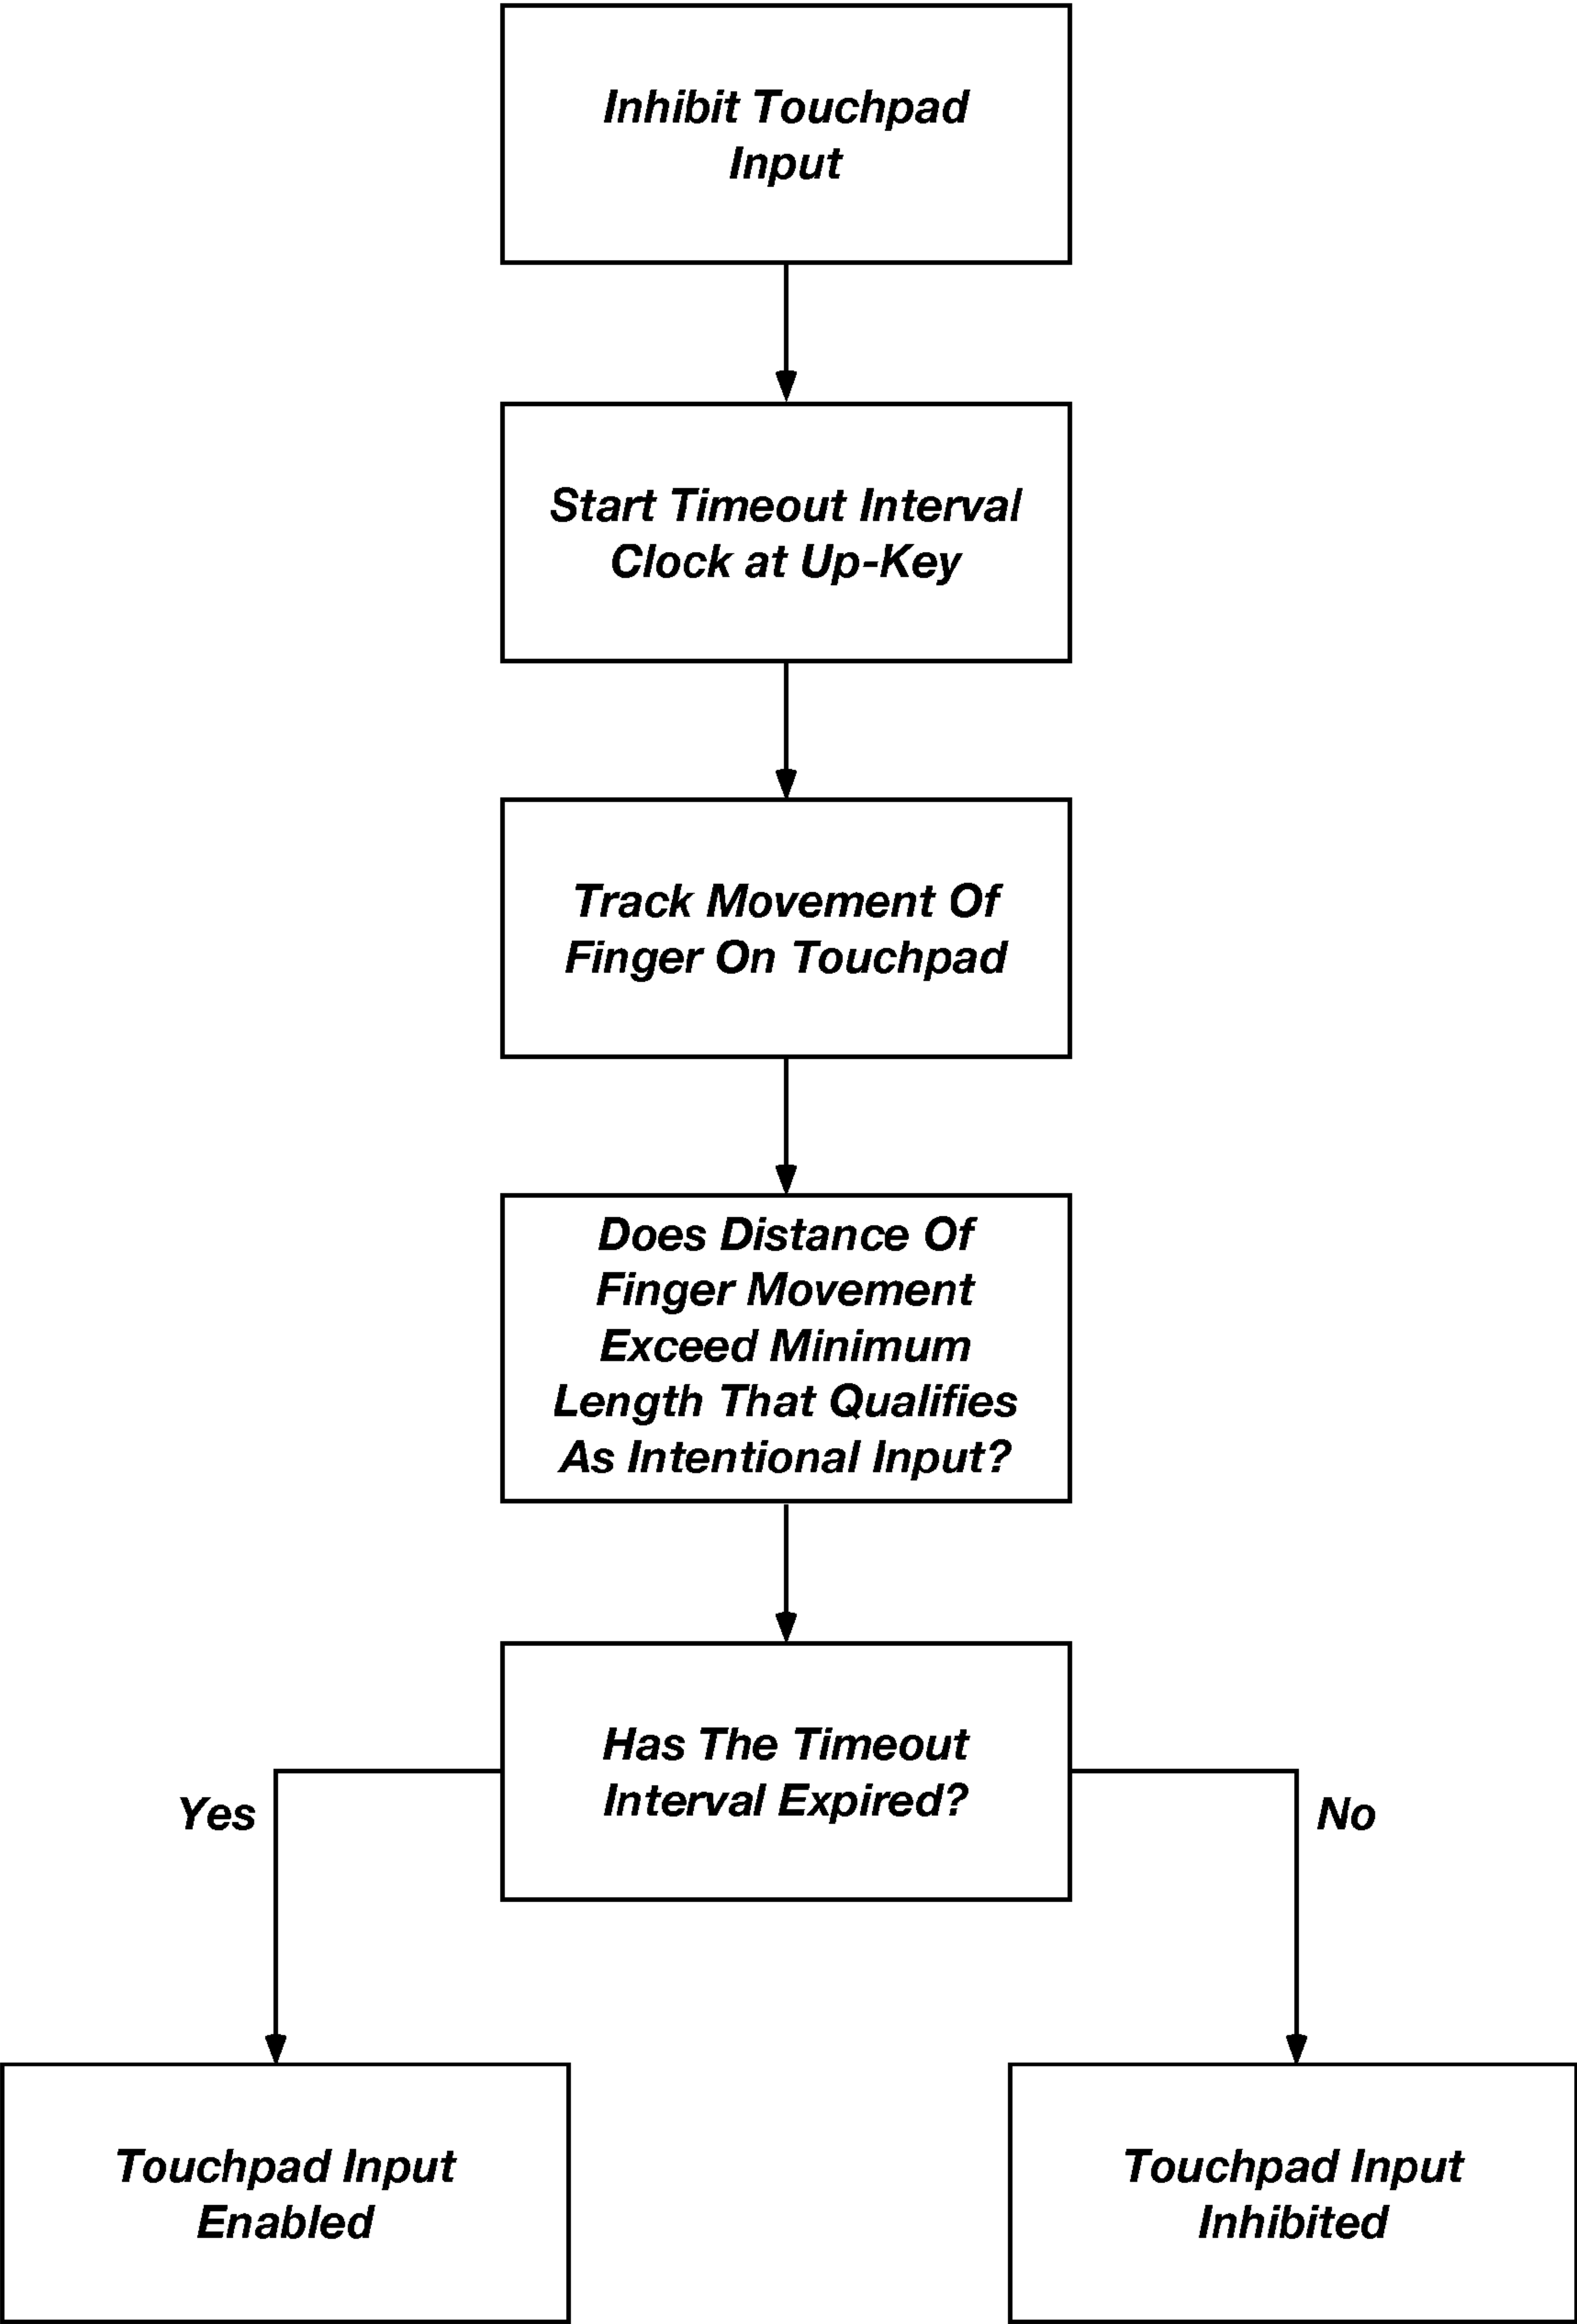 Inhibit Touchpad
Input
Start Timeout Interval
Clock at Up-Key
Track Movement Of
Finger On Touchpad
Does Distance Of
Finger Movement
Exceed Minimum
Length That Qualifies
As Intentional Input?
Has The Timeout
Interval Expired?
Yes
No
Touchpad Input
Enabled
Touchpad Input
Inhibited